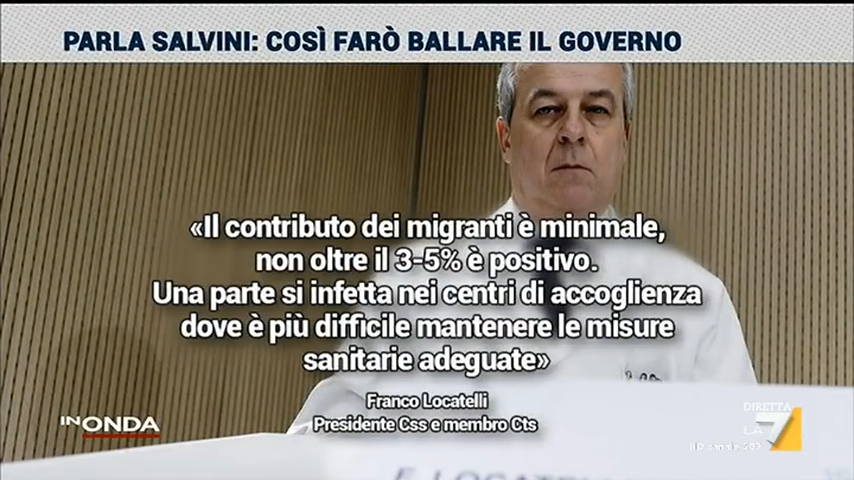 PARLA SALVINI: COSÌ FARÒ BALLARE IL GOVERNO
«Il contributo dei migranti è minimale,
non oltre il 3-5% è positivo.
Una parte si infetta nei centri di accoglienza
dove è più difficile mantenere le misure
sanitarie adeguate»
Franco Locatelli
Presidente Css e membro Cts
IN ONDA
DIRETTA
LA 7
F. LOCATEL